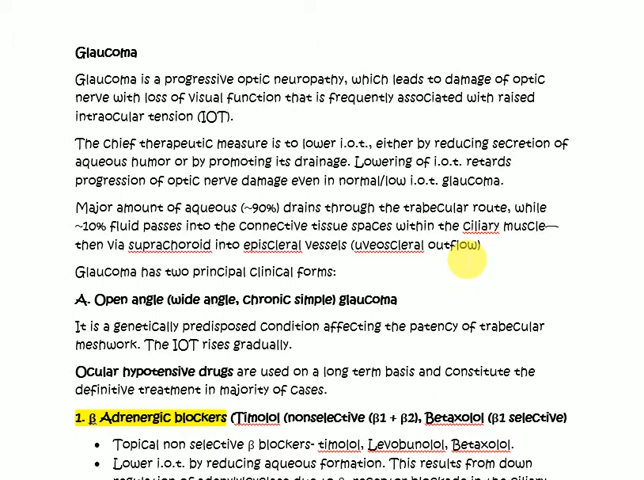 Glaucoma
Glaucoma is a progressive optic neuropathy, which leads to damage of optic
nerve with loss of visual function that is frequently associated with raised
intraocular tension (IOT).
The chief therapeutic measure is to lower i.o.t., either by reducing secretion of
aqueous humor or by promoting its drainage. Lowering of i.o.t. retards
progression of optic nerve damage even in normal/low i.o.t. glaucoma.
Major amount of aqueous (~90%) drains through the trabecular route, while
~10% fluid passes into the connective tissue spaces within the ciliary muscle—
then via suprachoroid into episcleral vessels (uveoscleral outflow)
Glaucoma has two principal clinical forms:
A. Open angle (wide angle, chronic simple) glaucoma
It is a genetically predisposed condition affecting the patency of trabecular
meshwork. The IOT rises gradually.
Ocular hypotensive drugs are used on a long term basis and constitute the
definitive treatment in majority of cases.
1. β Adrenergic blockers (Timolol (nonselective (β1 + β2), Betaxolol (β1 selective)
• Topical non selective β blockers- timolol, Levobunolol, Betaxolol.
• Lower i.o.t. by reducing aqueous formation. This results from down